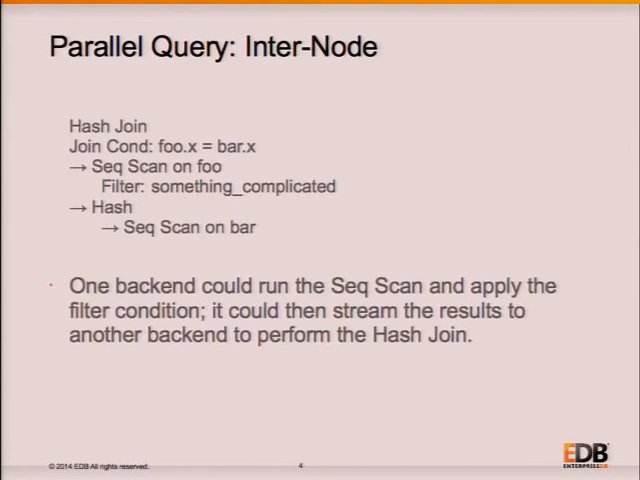 Parallel Query: Inter-Node
Hash Join
Join Cond: foo.x = bar.x
→ Seq Scan on foo
Filter: something_complicated
→ Hash
→ Seq Scan on bar
One backend could run the Seq Scan and apply the
filter condition; it could then stream the results to
another backend to perform the Hash Join.
© 2014 EDB All rights reserved.
4
EDB
ENTERPRISEDB